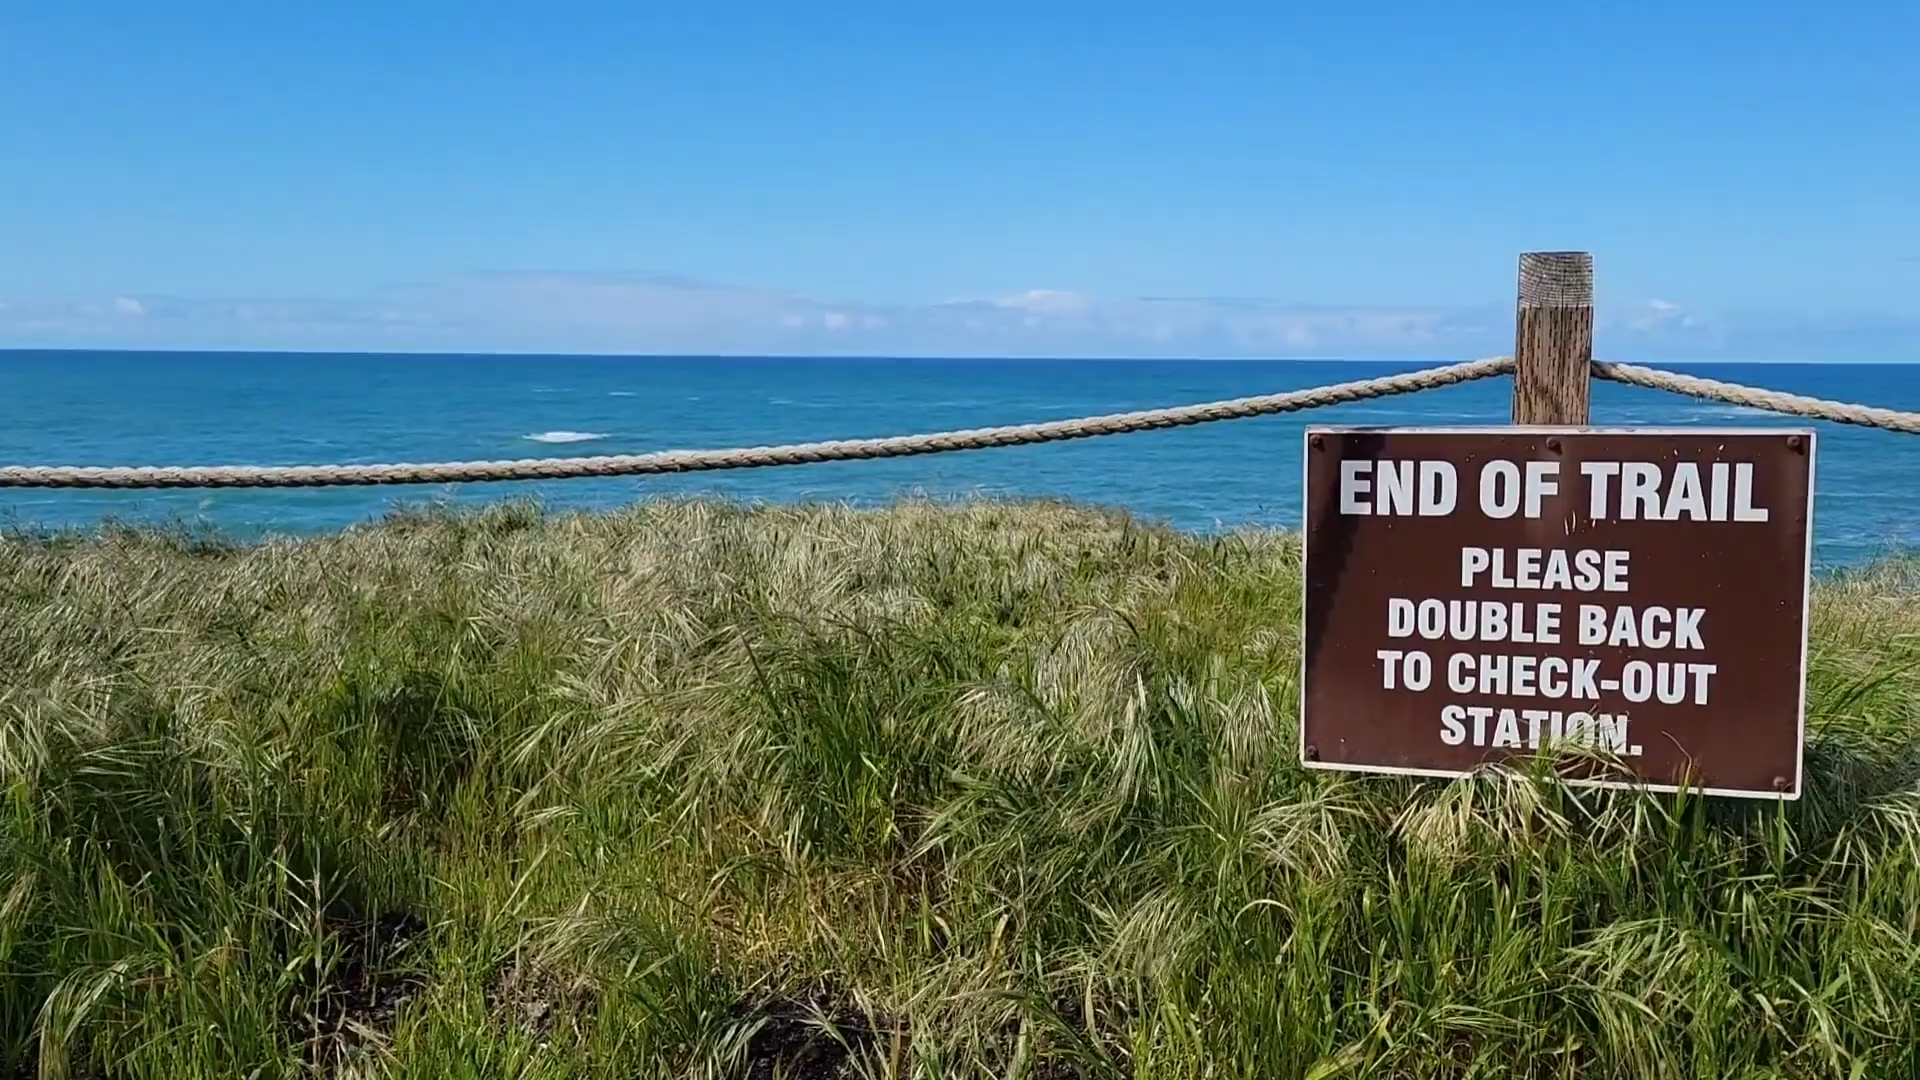 END OF TRAIL
PLEASE
DOUBLE BACK
TO CHECK-OUT
STATION.